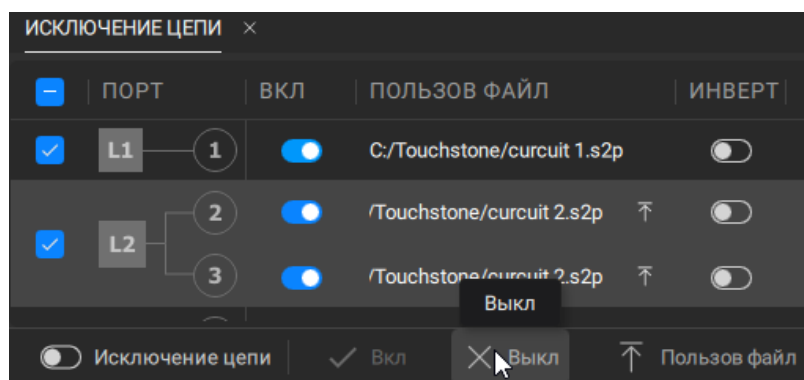 ИСКЛЮЧЕНИЕ ЦЕПИ ×
ПОРТ ВКЛ ПОЛЬЗОВ ФАЙЛ ИНВЕРТ
L1 1 C:/Touchstone/curcuit 1.s2p
2 /Touchstone/curcuit 2.s2p
L2
3 /Touchstone/curcuit 2.s2p
Выкл
Исключение цепи Вкл Выкл Пользов файл